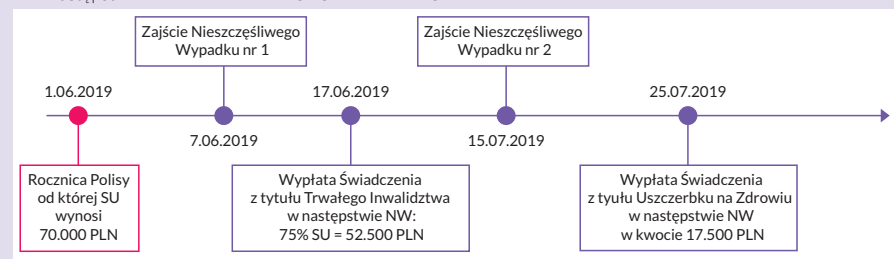 Zajście Nieszczęśliwego
Wypadku nr 1
Zajście Nieszczęśliwego
Wypadku nr 2
1.06.2019
17.06.2019
25.07.2019
7.06.2019
15.07.2019
Rocznica Polisy
od której SU
wynosi
70.000 PLN
Wypłata Świadczenia
z tytułu Trwałego Inwalidztwa
w następstwie NW:
75% SU = 52.500 PLN
Wypłata Świadczenia
z tyułu Uszczerbku na Zdrowiu
w następstwie NW
w kwocie 17.500 PLN